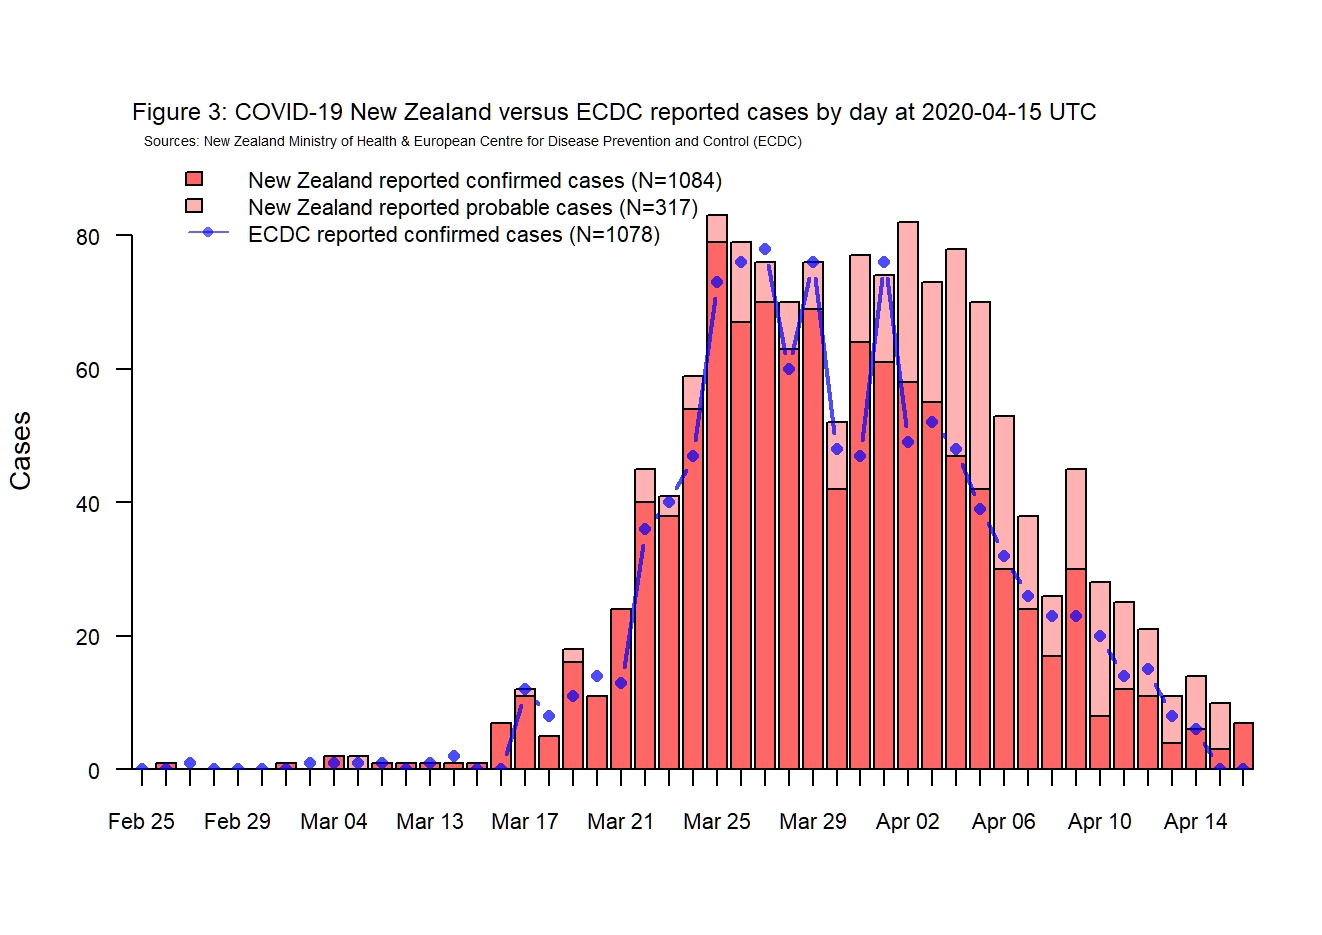 Figure 3: COVID-19 New Zealand versus ECDC reported cases by day at 2020-04-15 UTC
Sources: New Zealand Ministry of Health & European Centre for Disease Prevention and Control (ECDC)
New Zealand reported confirmed cases (N=1084)
New Zealand reported probable cases (N=317)
ECDC reported confirmed cases (N=1078)
Cases
80
60
40
20
0
Feb 25 Feb 29 Mar 04 Mar 13 Mar 17 Mar 21 Mar 25 Mar 29 Apr 02 Apr 06 Apr 10 Apr 14